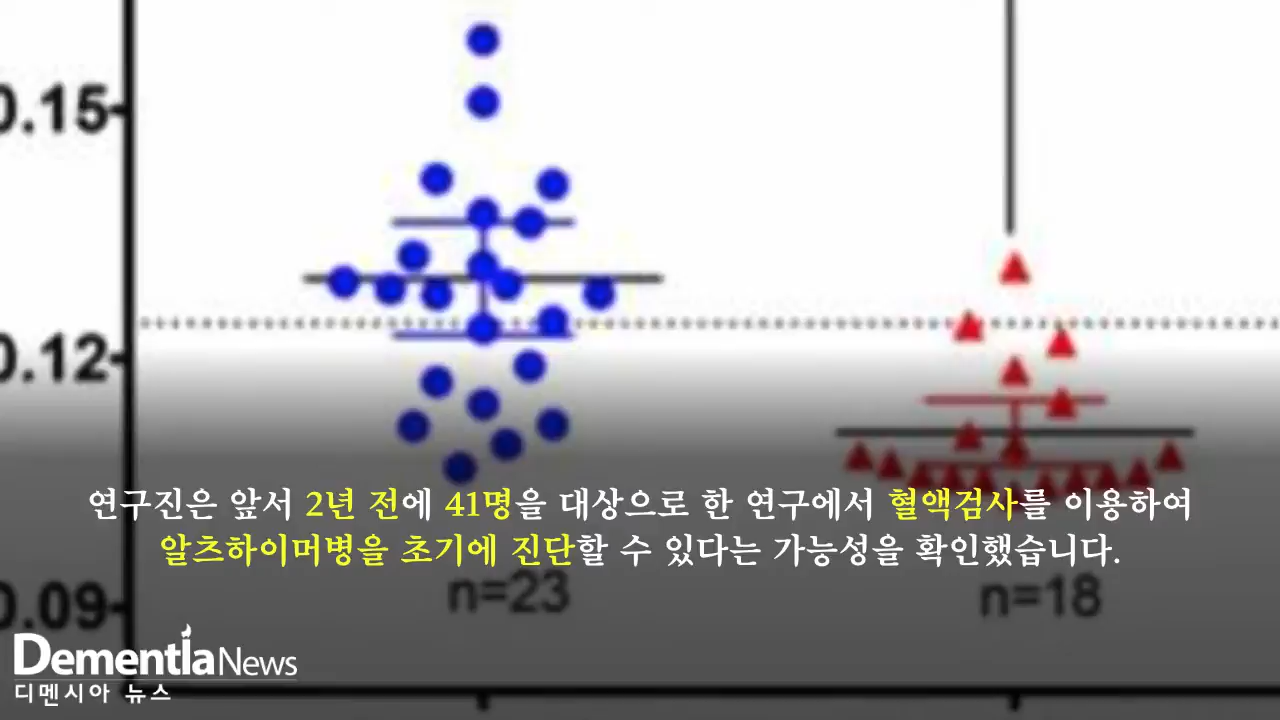 0.15
0.12
연구진은 앞서 2년 전에 41명을 대상으로 한 연구에서 혈액검사를 이용하여
알츠하이머병을 초기에 진단할 수 있다는 가능성을 확인했습니다.
n=23
n=18
0.09
Dementia News
디멘시아 뉴스